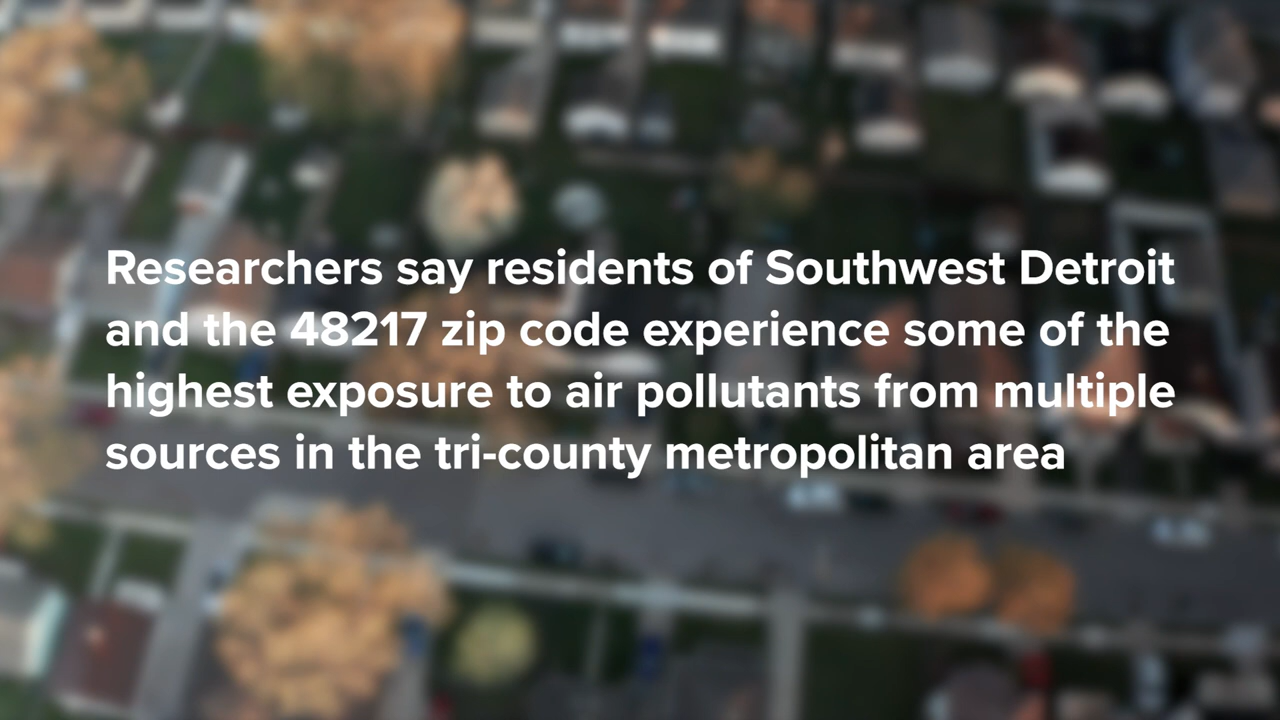 Researchers say residents of Southwest Detroit
and the 48217 zip code experience some of the
highest exposure to air pollutants from multiple
sources in the tri-county metropolitan area